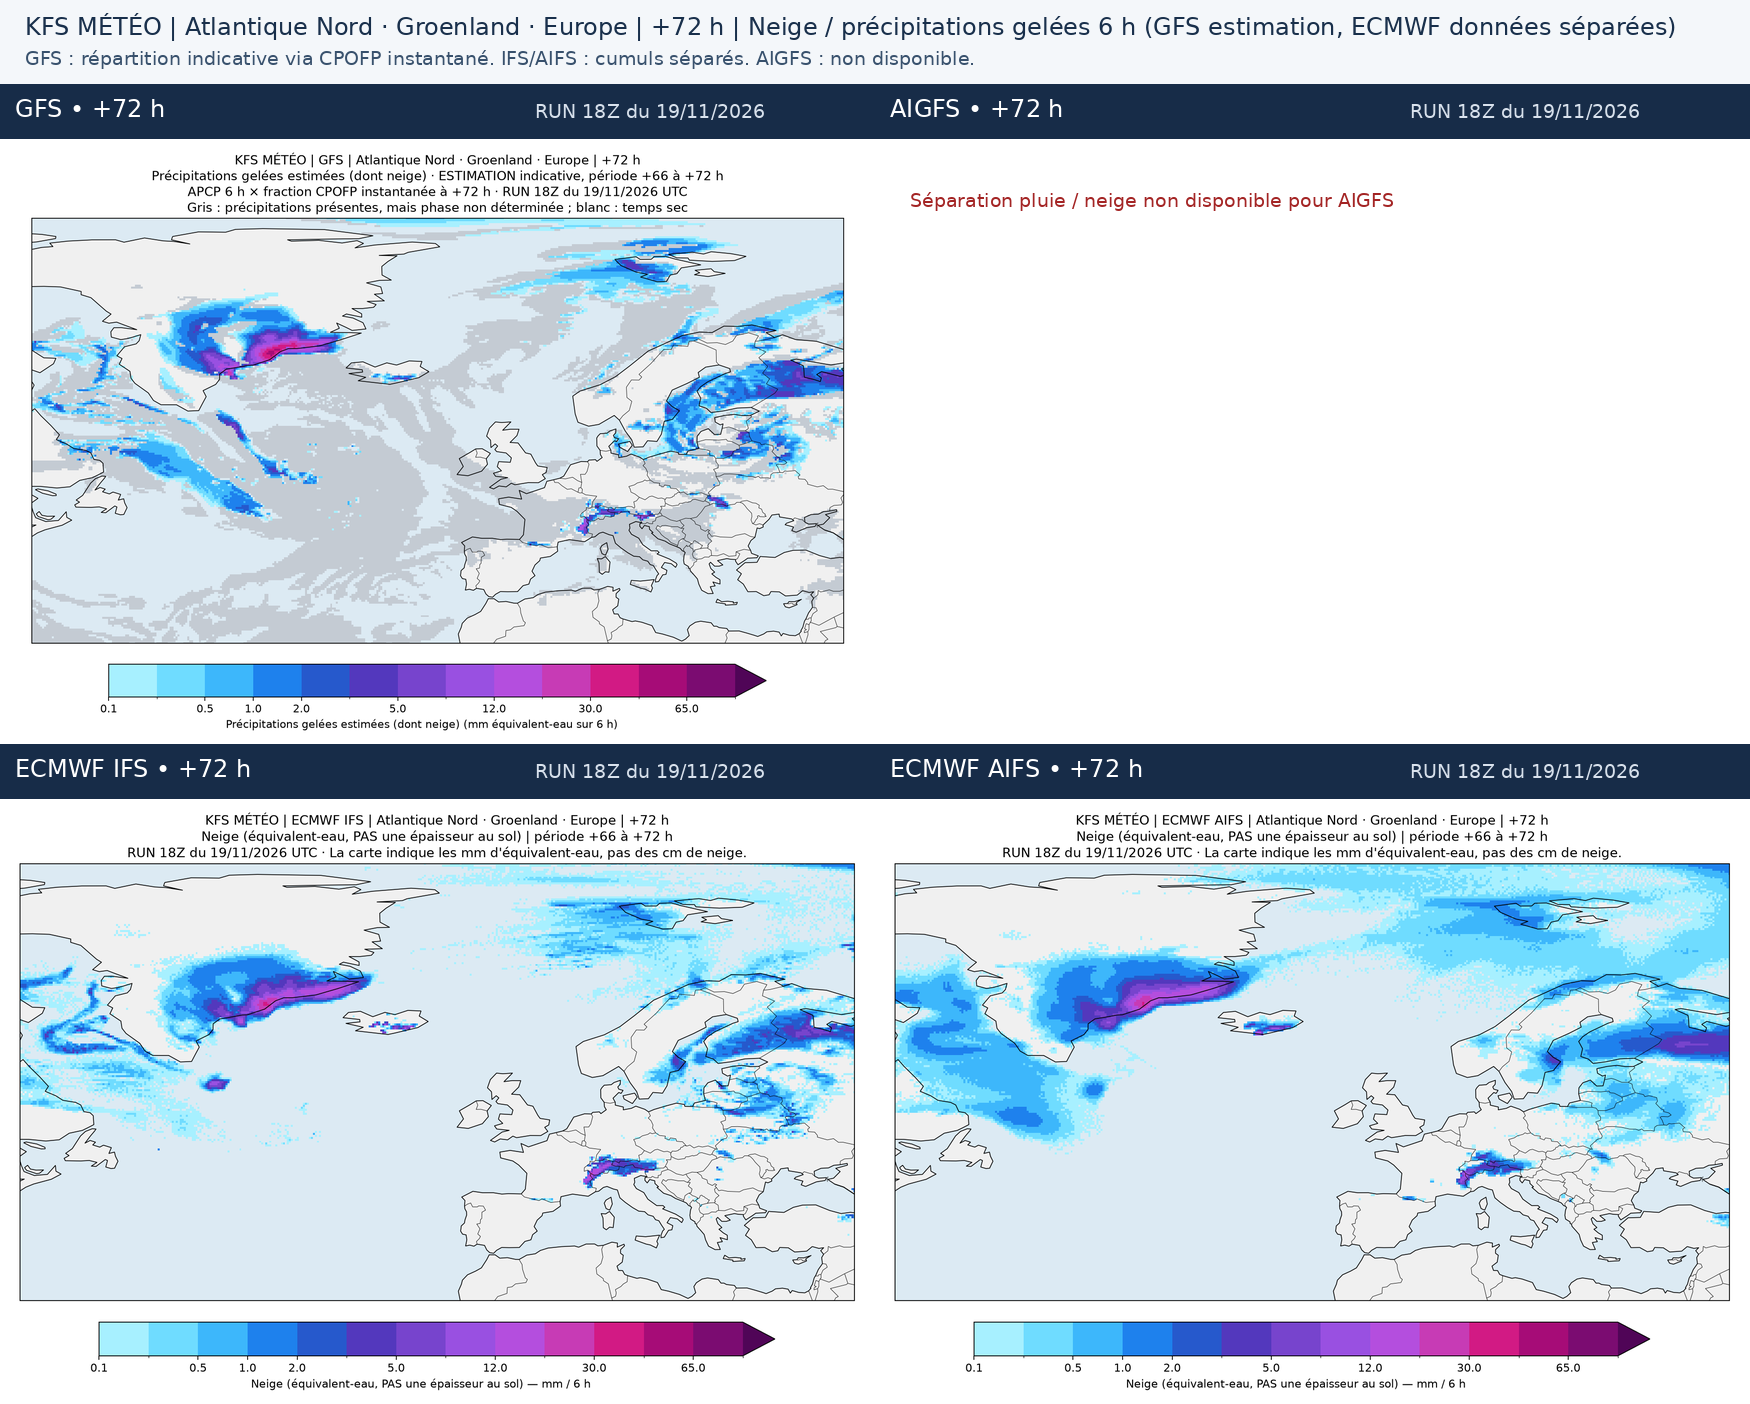 KFS MÉTÉO | Atlantique Nord · Groenland · Europe | +72 h | Neige / précipitations gelées 6 h (GFS estimation, ECMWF données séparées)
GFS : répartition indicative via CPOFP instantané. IFS/AIFS : cumuls séparés. AIGFS : non disponible.
GFS • +72 h
RUN 18Z du 19/11/2026
AIGFS • +72 h
RUN 18Z du 19/11/2026
KFS MÉTÉO | GFS | Atlantique Nord · Groenland · Europe | +72 h
Précipitations gelées estimées (dont neige) · ESTIMATION indicative, période +66 à +72 h
APCP 6 h × fraction CPOFP instantanée à +72 h · RUN 18Z du 19/11/2026 UTC
Gris : précipitations présentes, mais phase non déterminée ; blanc : temps sec
Séparation pluie / neige non disponible pour AIGFS
0.1 0.5 1.0 2.0 5.0 12.0 30.0 65.0
Précipitations gelées estimées (dont neige) (mm équivalent-eau sur 6 h)
ECMWF IFS • +72 h
RUN 18Z du 19/11/2026
ECMWF AIFS • +72 h
RUN 18Z du 19/11/2026
KFS MÉTÉO | ECMWF IFS | Atlantique Nord · Groenland · Europe | +72 h
Neige (équivalent-eau, PAS une épaisseur au sol) | période +66 à +72 h
RUN 18Z du 19/11/2026 UTC · La carte indique les mm d'équivalent-eau, pas des cm de neige.
0.1 0.5 1.0 2.0 5.0 12.0 30.0 65.0
Neige (équivalent-eau, PAS une épaisseur au sol) — mm / 6 h
KFS MÉTÉO | ECMWF AIFS | Atlantique Nord · Groenland · Europe | +72 h
Neige (équivalent-eau, PAS une épaisseur au sol) | période +66 à +72 h
RUN 18Z du 19/11/2026 UTC · La carte indique les mm d'équivalent-eau, pas des cm de neige.
0.1 0.5 1.0 2.0 5.0 12.0 30.0 65.0
Neige (équivalent-eau, PAS une épaisseur au sol) — mm / 6 h